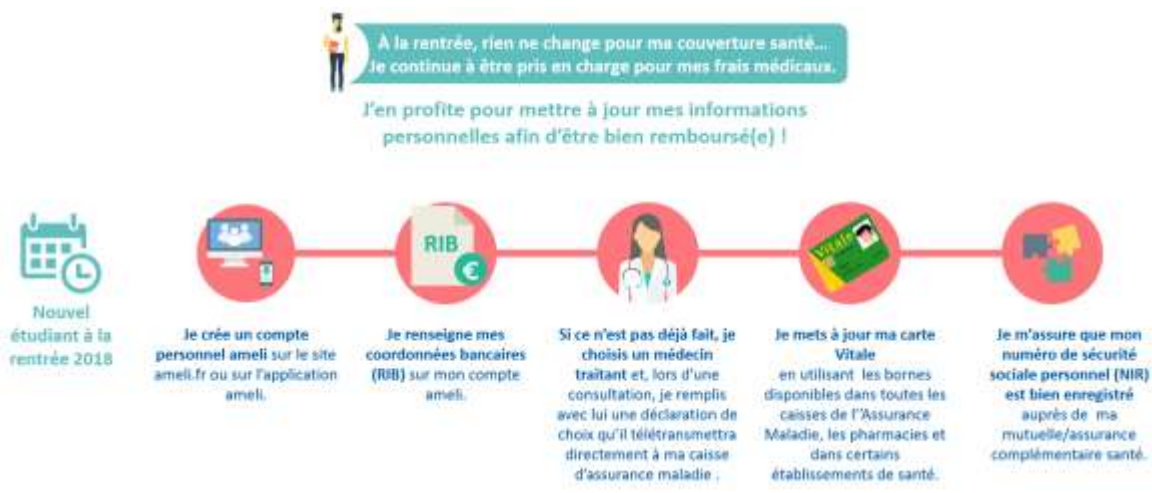 À la rentrée, rien ne change pour ma couverture santé...
Je continue à être pris en charge pour mes frais médicaux.
J'en profite pour mettre à jour mes informations
personnelles afin d'être bien remboursé(e) !
Nouvel
étudiant à la
rentrée 2018
Je crée un compte
personnel ameli sur le site
ameli.fr ou sur l'application
ameli.
RIB
€
Je renseigne mes
coordonnées bancaires
(RIB) sur mon compte
ameli.
Si ce n'est pas déjà fait, je
choisis un médecin
traitant et, lors d'une
consultation, je remplis
avec lui une déclaration de
choix qu'il télétransmettra
directement à ma caisse
d'assurance maladie .
Vitale
Je mets à jour ma carte
Vitale
en utilisant les bornes
disponibles dans toutes les
caisses de l''Assurance
Maladie, les pharmacies et
dans certains
établissements de santé.
Je m'assure que mon
numéro de sécurité
sociale personnel (NIR)
est bien enregistré
auprès de ma
mutuelle/assurance
complémentaire santé.